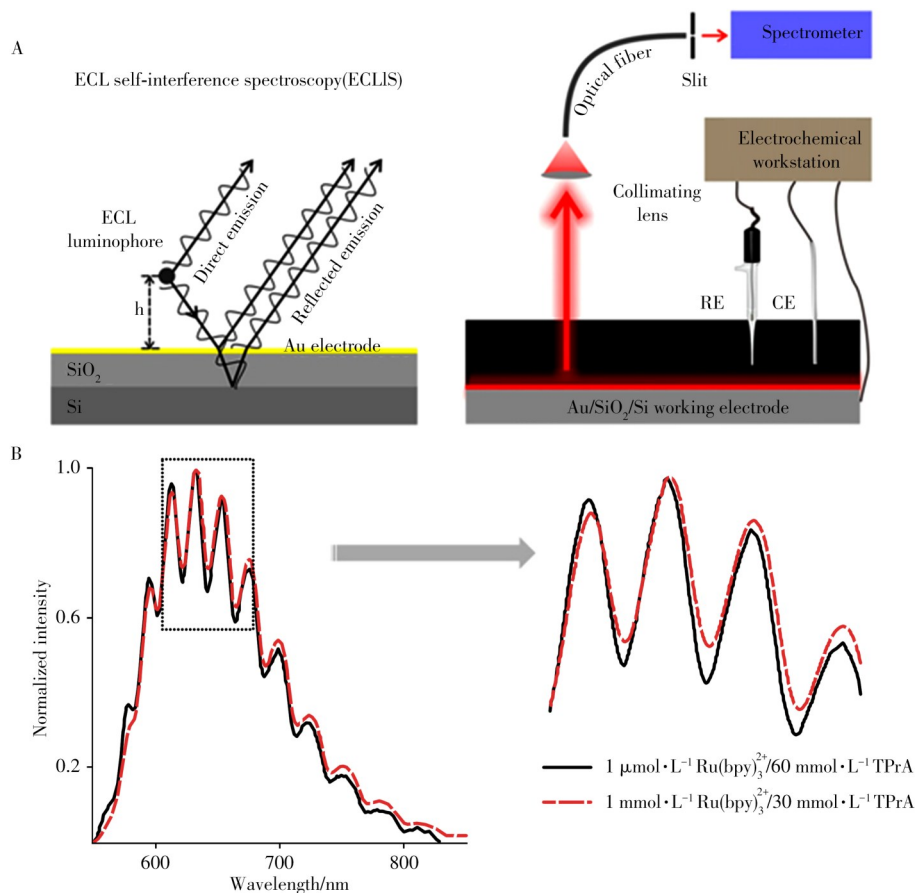 A
ECL self-interference spectroscopy(ECLIS)
ECL
luminophore
Direct emission
Reflected emission
h
Au electrode
SiO₂
Si
Optical fiber
Slit
Spectrometer
Electrochemical
workstation
Collimating
lens
RE
CE
Au/SiO₂/Si working electrode
B
1.0
0.6
0.2
Normalized intensity
600
700
800
Wavelength/nm
1 μmol·L⁻¹ Ru(bpy)₃²⁺/60 mmol·L⁻¹ TPrA
1 mmol·L⁻¹ Ru(bpy)₃²⁺/30 mmol·L⁻¹ TPrA